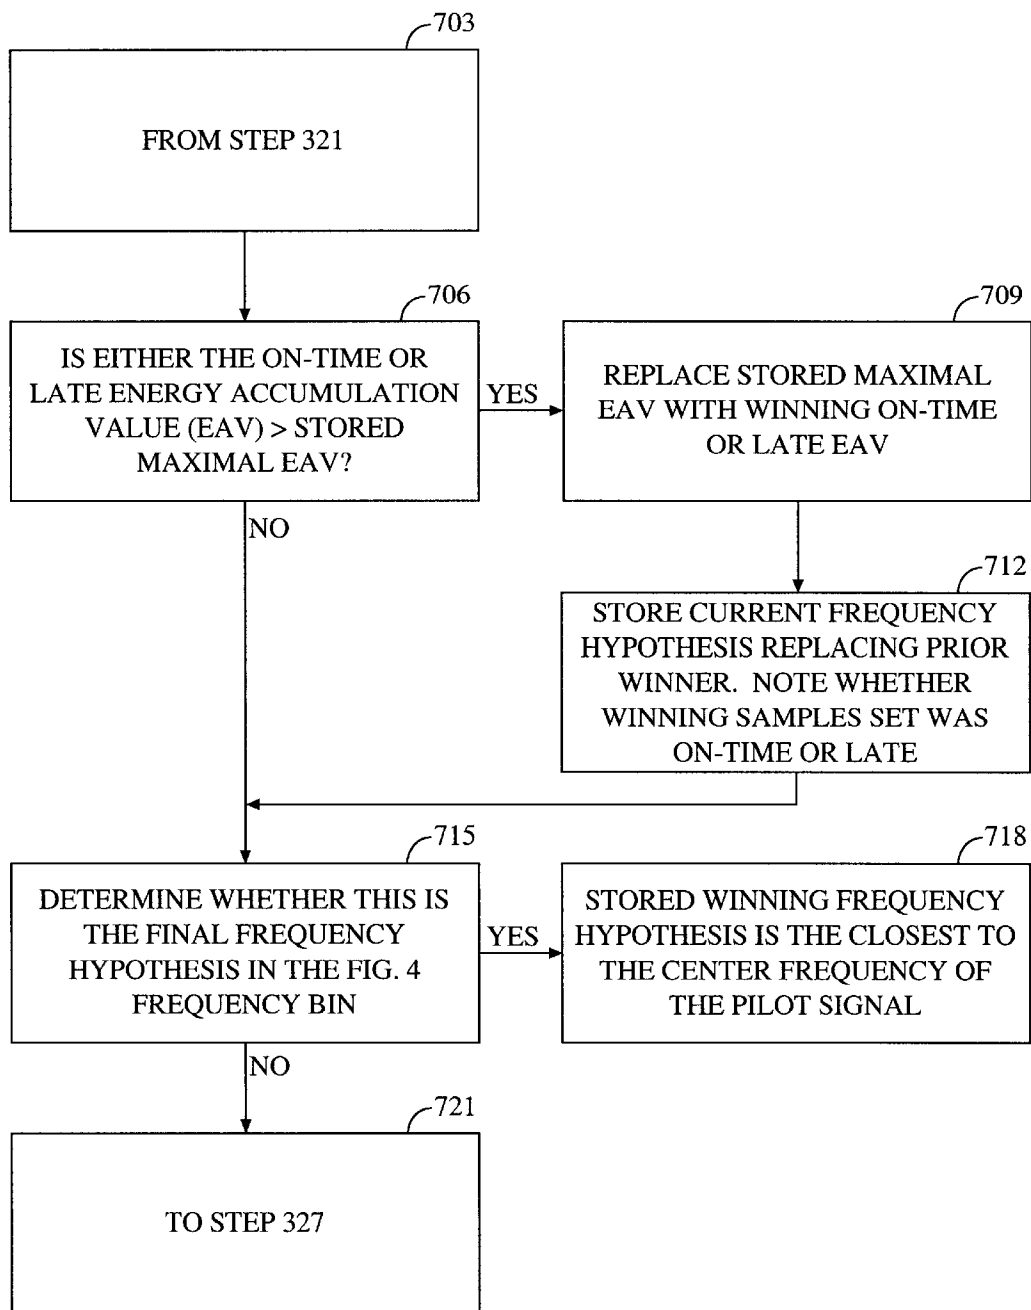 703
FROM STEP 321
706
IS EITHER THE ON-TIME OR
LATE ENERGY ACCUMULATION
VALUE (EAV) > STORED
MAXIMAL EAV?
YES
709
REPLACE STORED MAXIMAL
EAV WITH WINNING ON-TIME
OR LATE EAV
NO
712
STORE CURRENT FREQUENCY
HYPOTHESIS REPLACING PRIOR
WINNER. NOTE WHETHER
WINNING SAMPLES SET WAS
ON-TIME OR LATE
715
DETERMINE WHETHER THIS IS
THE FINAL FREQUENCY
HYPOTHESIS IN THE FIG. 4
FREQUENCY BIN
YES
718
STORED WINNING FREQUENCY
HYPOTHESIS IS THE CLOSEST TO
THE CENTER FREQUENCY OF
THE PILOT SIGNAL
NO
721
TO STEP 327